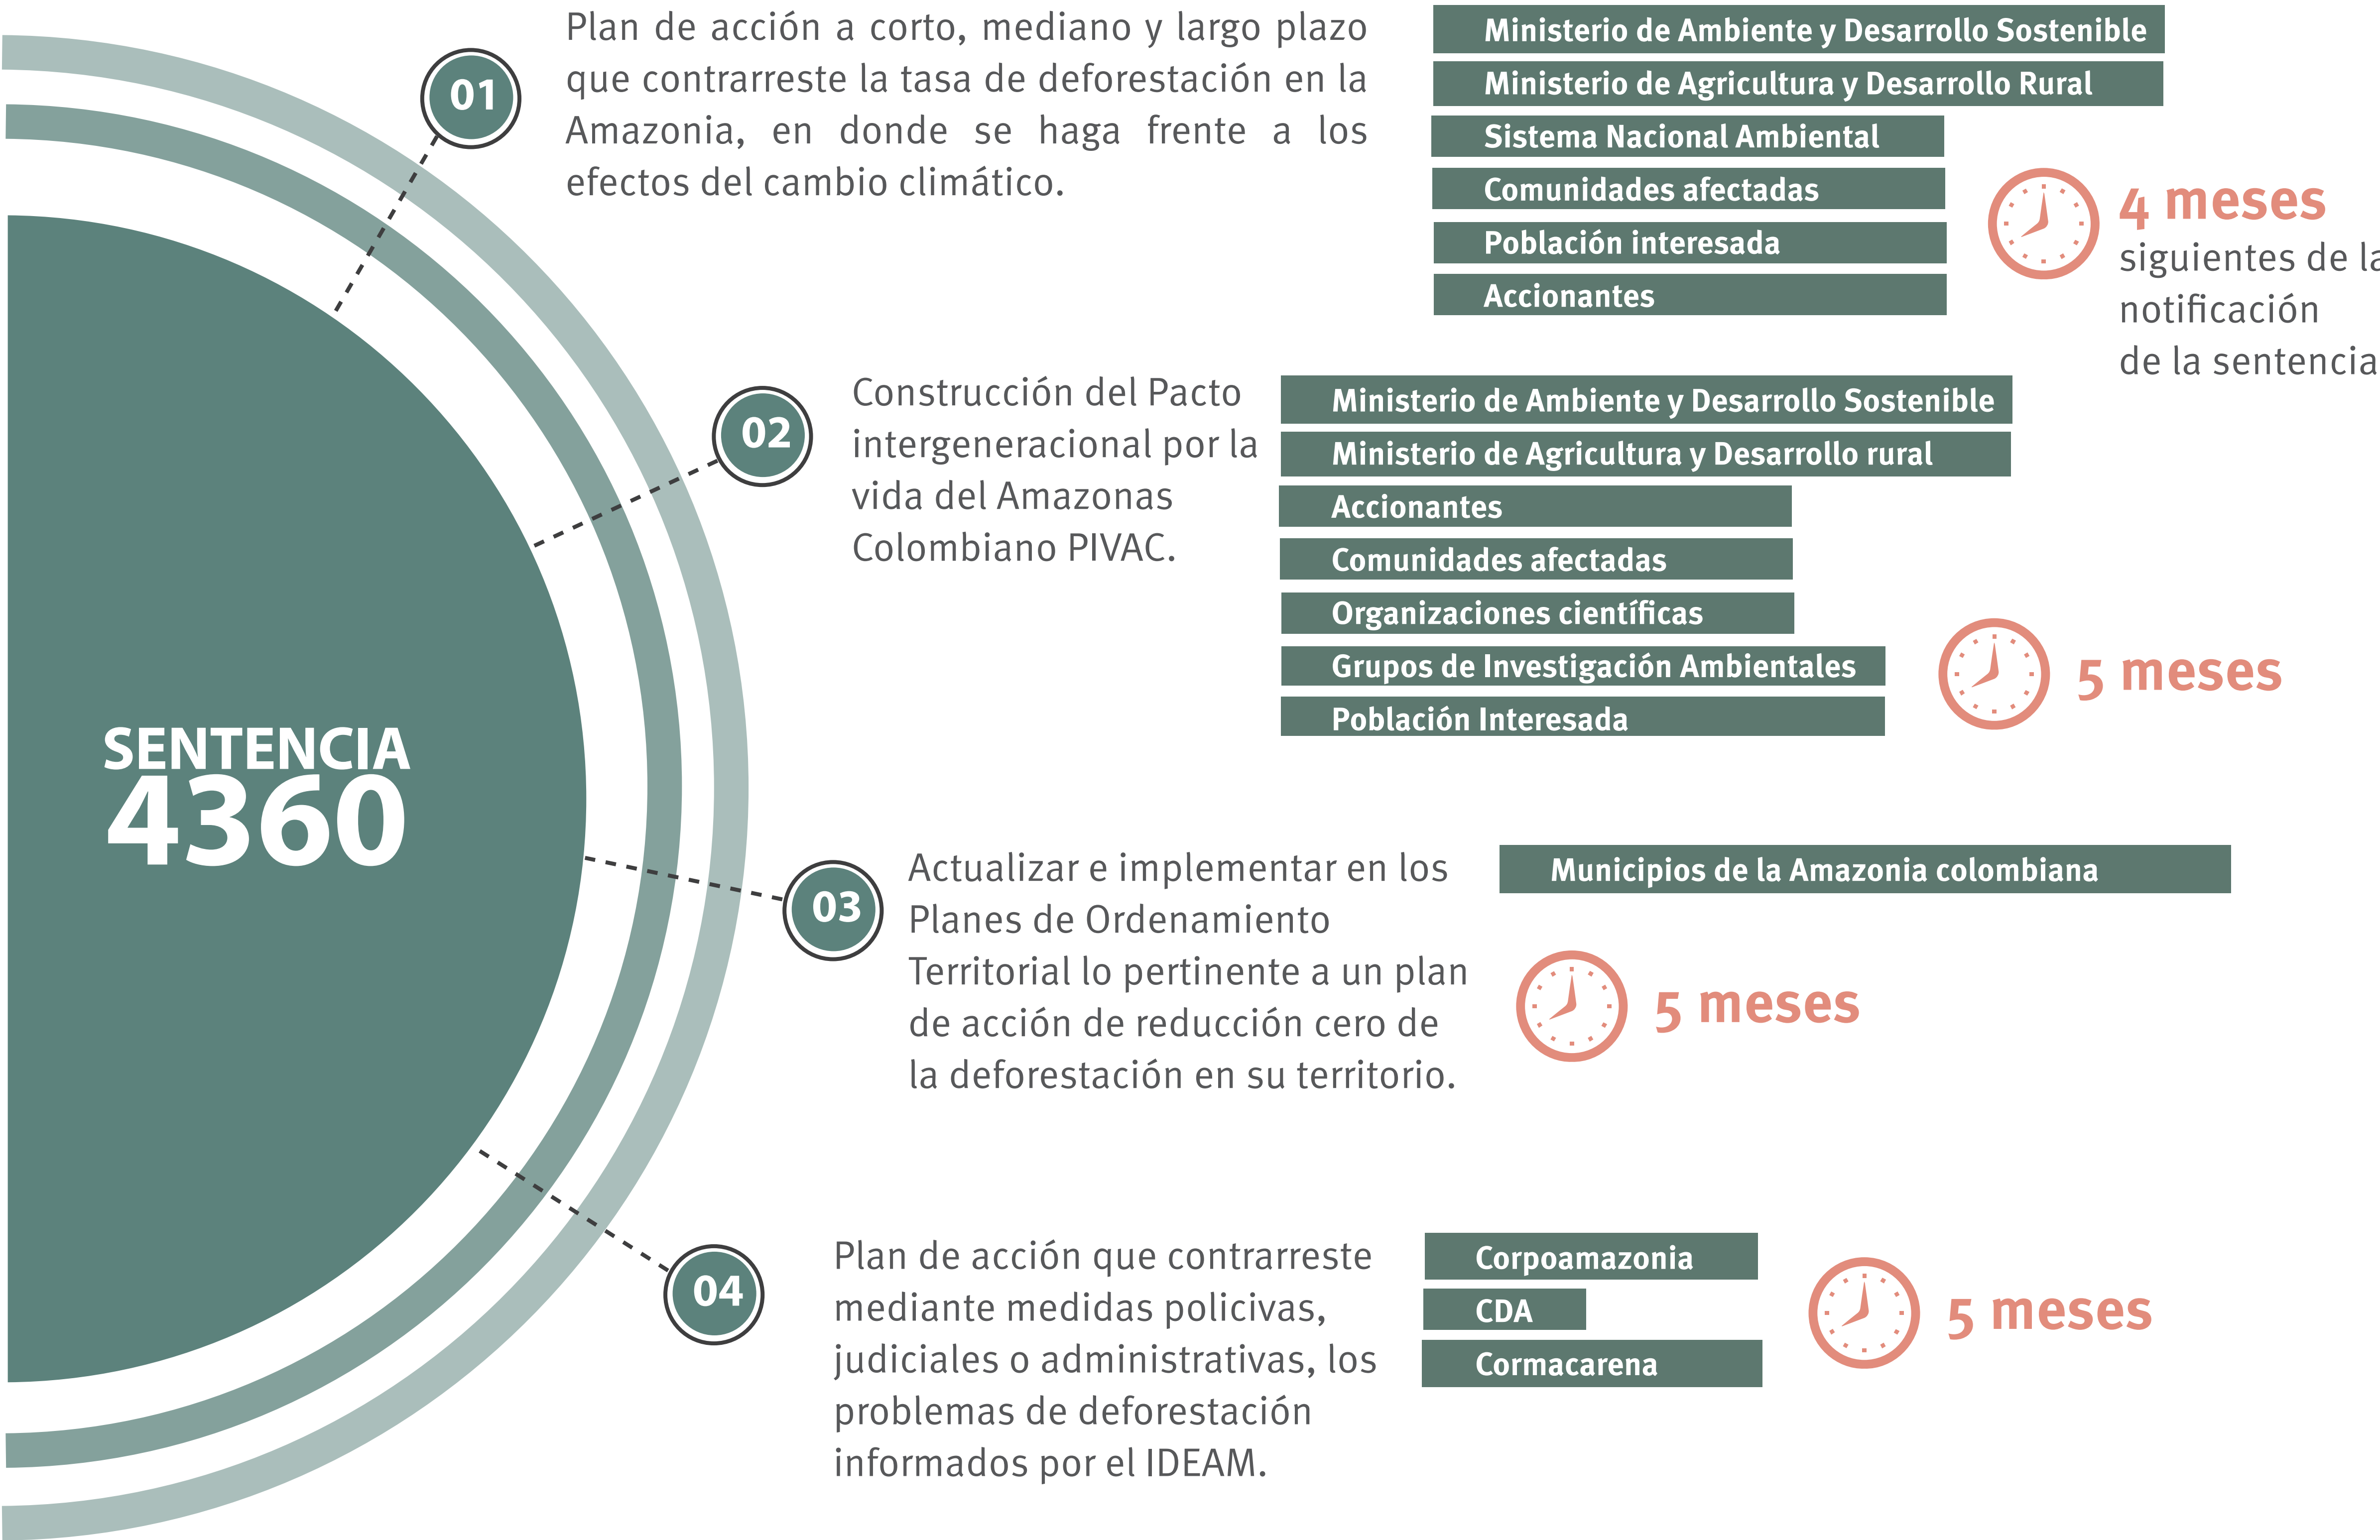 SENTENCIA
4360
01
Plan de acción a corto, mediano y largo plazo
que contrarreste la tasa de deforestación en la
Amazonia, en donde se haga frente a los
efectos del cambio climático.
Ministerio de Ambiente y Desarrollo Sostenible
Ministerio de Agricultura y Desarrollo Rural
Sistema Nacional Ambiental
Comunidades afectadas
Población interesada
Accionantes
4 meses
siguientes de la
notificación
de la sentencia
02
Construcción del Pacto
intergeneracional por la
vida del Amazonas
Colombiano PIVAC.
Ministerio de Ambiente y Desarrollo Sostenible
Ministerio de Agricultura y Desarrollo rural
Accionantes
Comunidades afectadas
Organizaciones científicas
Grupos de Investigación Ambientales
Población Interesada
5 meses
03
Actualizar e implementar en los
Planes de Ordenamiento
Territorial lo pertinente a un plan
de acción de reducción cero de
la deforestación en su territorio.
Municipios de la Amazonia colombiana
5 meses
04
Plan de acción que contrarreste
mediante medidas policivas,
judiciales o administrativas, los
problemas de deforestación
informados por el IDEAM.
Corpoamazonia
CDA
Cormacarena
5 meses